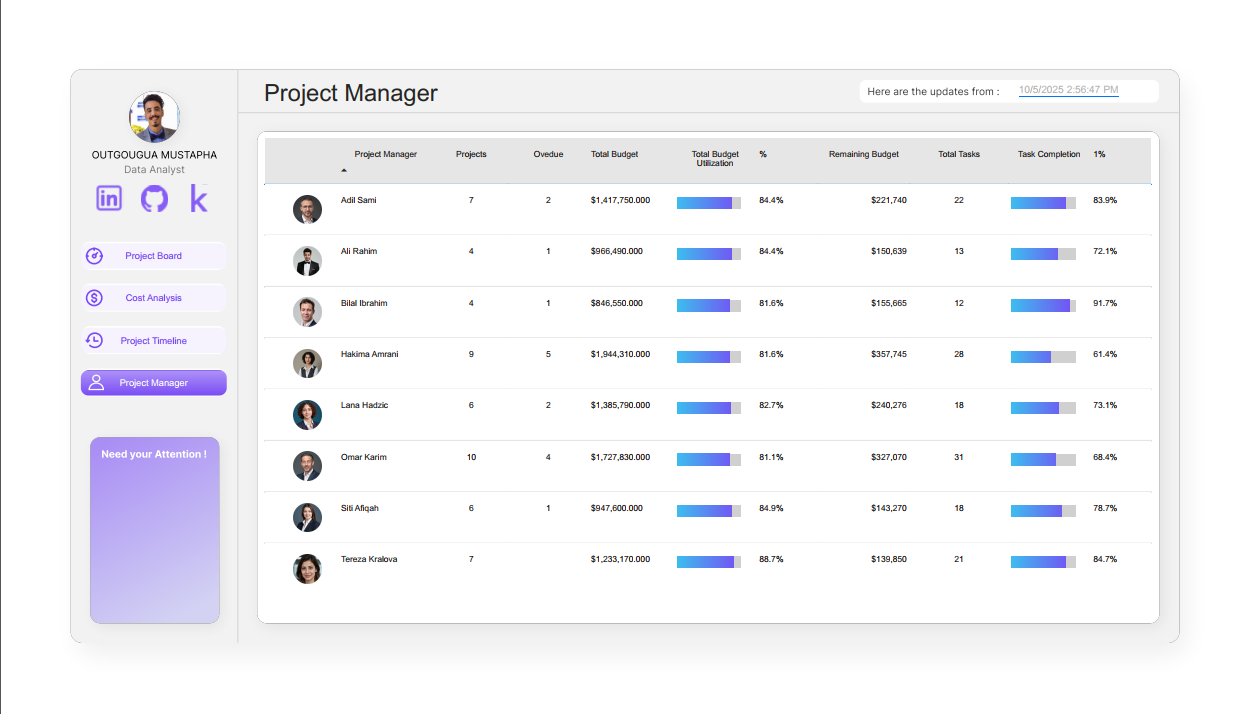 Project Manager
Here are the updates from :
10/5/2025 2:56:47 PM
OUTGOUGUA MUSTAPHA
Data Analyst
in
k
Project Board
Cost Analysis
$
Project Timeline
Project Manager
Need your Attention !
Project Manager Projects Ovedue Total Budget Total Budget Utilization % Remaining Budget Total Tasks Task Completion 1%
Adil Sami 7 2 $1,417,750.000 84.4% $221,740 22 83.9%
Ali Rahim 4 1 $966,490.000 84.4% $150,639 13 72.1%
Bilal Ibrahim 4 1 $846,550.000 81.6% $155,665 12 91.7%
Hakima Amrani 9 5 $1,944,310.000 81.6% $357,745 28 61.4%
Lana Hadzic 6 2 $1,385,790.000 82.7% $240,276 18 73.1%
Omar Karim 10 4 $1,727,830.000 81.1% $327,070 31 68.4%
Siti Afiqah 6 1 $947,600.000 84.9% $143,270 18 78.7%
Tereza Kralova 7 $1,233,170.000 88.7% $139,850 21 84.7%